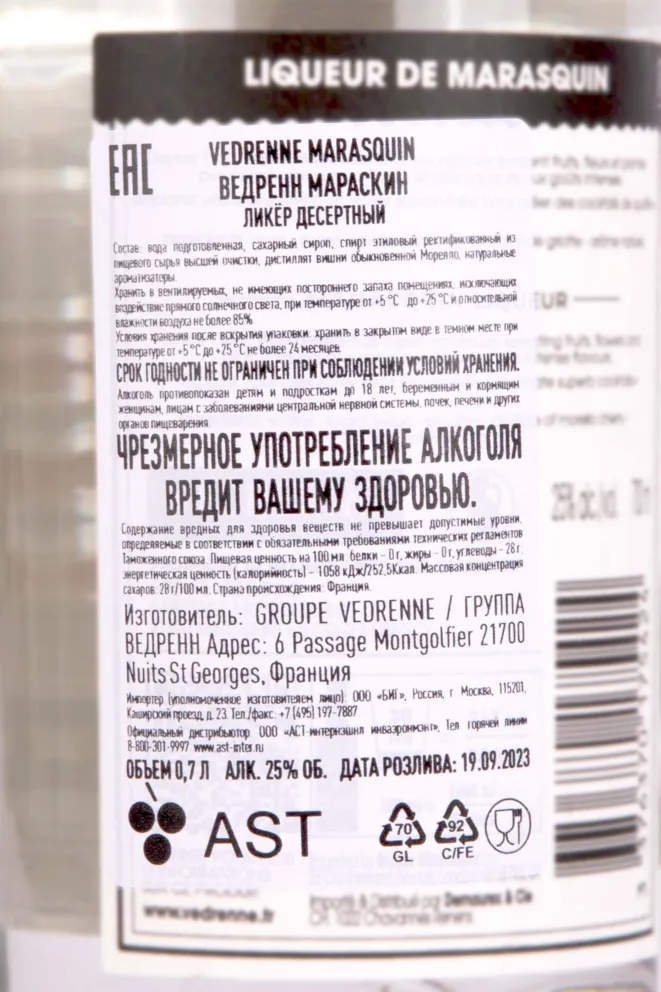 LIQUEUR DE MARASQUIN
EAC
VEDRENNE MARASQUIN
ВЕДРЕНН МАРАСКИН
ЛИКЁР ДЕСЕРТНЫЙ
Состав: вода подготовленная, сахарный сироп, спирт этиловый ректификованный из
пищевого сырья высшей очистки, дистиллят вишни обыкновенной Морелло, натуральные
ароматизаторы.
Хранить в вентилируемых, не имеющих постороннего запаха помещениях, исключающих
воздействие прямого солнечного света, при температуре от +5 °С до +25 °С и относительной
влажности воздуха не более 85%
Условия хранения после вскрытия упаковки: хранить в закрытом виде в темном месте при
температуре от +5 °С до +25 °С не более 24 месяцев.
СРОК ГОДНОСТИ НЕ ОГРАНИЧЕН ПРИ СОБЛЮДЕНИИ УСЛОВИЙ ХРАНЕНИЯ.
Алкоголь противопоказан детям и подросткам до 18 лет, беременным и кормящим
женщинам, лицам с заболеваниями центральной нервной системы, почек, печени и других
органов пищеварения.
ЧРЕЗМЕРНОЕ УПОТРЕБЛЕНИЕ АЛКОГОЛЯ
ВРЕДИТ ВАШЕМУ ЗДОРОВЬЮ.
Содержание вредных для здоровья веществ не превышает допустимые уровни,
определяемые в соответствии с обязательными требованиями технических регламентов
Таможенного союза. Пищевая ценность на 100 мл: белки – 0 г, жиры – 0 г, углеводы – 28 г;
энергетическая ценность (калорийность) – 1058 кДж/252,5Ккал. Массовая концентрация
сахаров: 28 г/100 мл. Страна происхождения: Франция.
Изготовитель: GROUPE VEDRENNE / ГРУППА
ВЕДРЕНН Адрес: 6 Passage Montgolfier 21700
Nuits St Georges, Франция
Импортер (уполномоченное изготовителем лицо): ООО «БИГ», Россия, г. Москва, 115201,
Каширский проезд, д. 23. Тел./факс: +7 (495) 197-7887
Официальный дистрибьютор: ООО «АСТ-интернэшнл инваэронмэнт», Тел. горячей линии
8-800-301-9997 www.ast-inter.ru
ОБЪЕМ 0,7 Л АЛК. 25% ОБ. ДАТА РОЗЛИВА: 19.09.2023
AST
70
GL
92
C/FE
www.vedrenne.fr
Importé & Distribué par Demaurex & Cie
CH. 1022 Chavannes-Renens